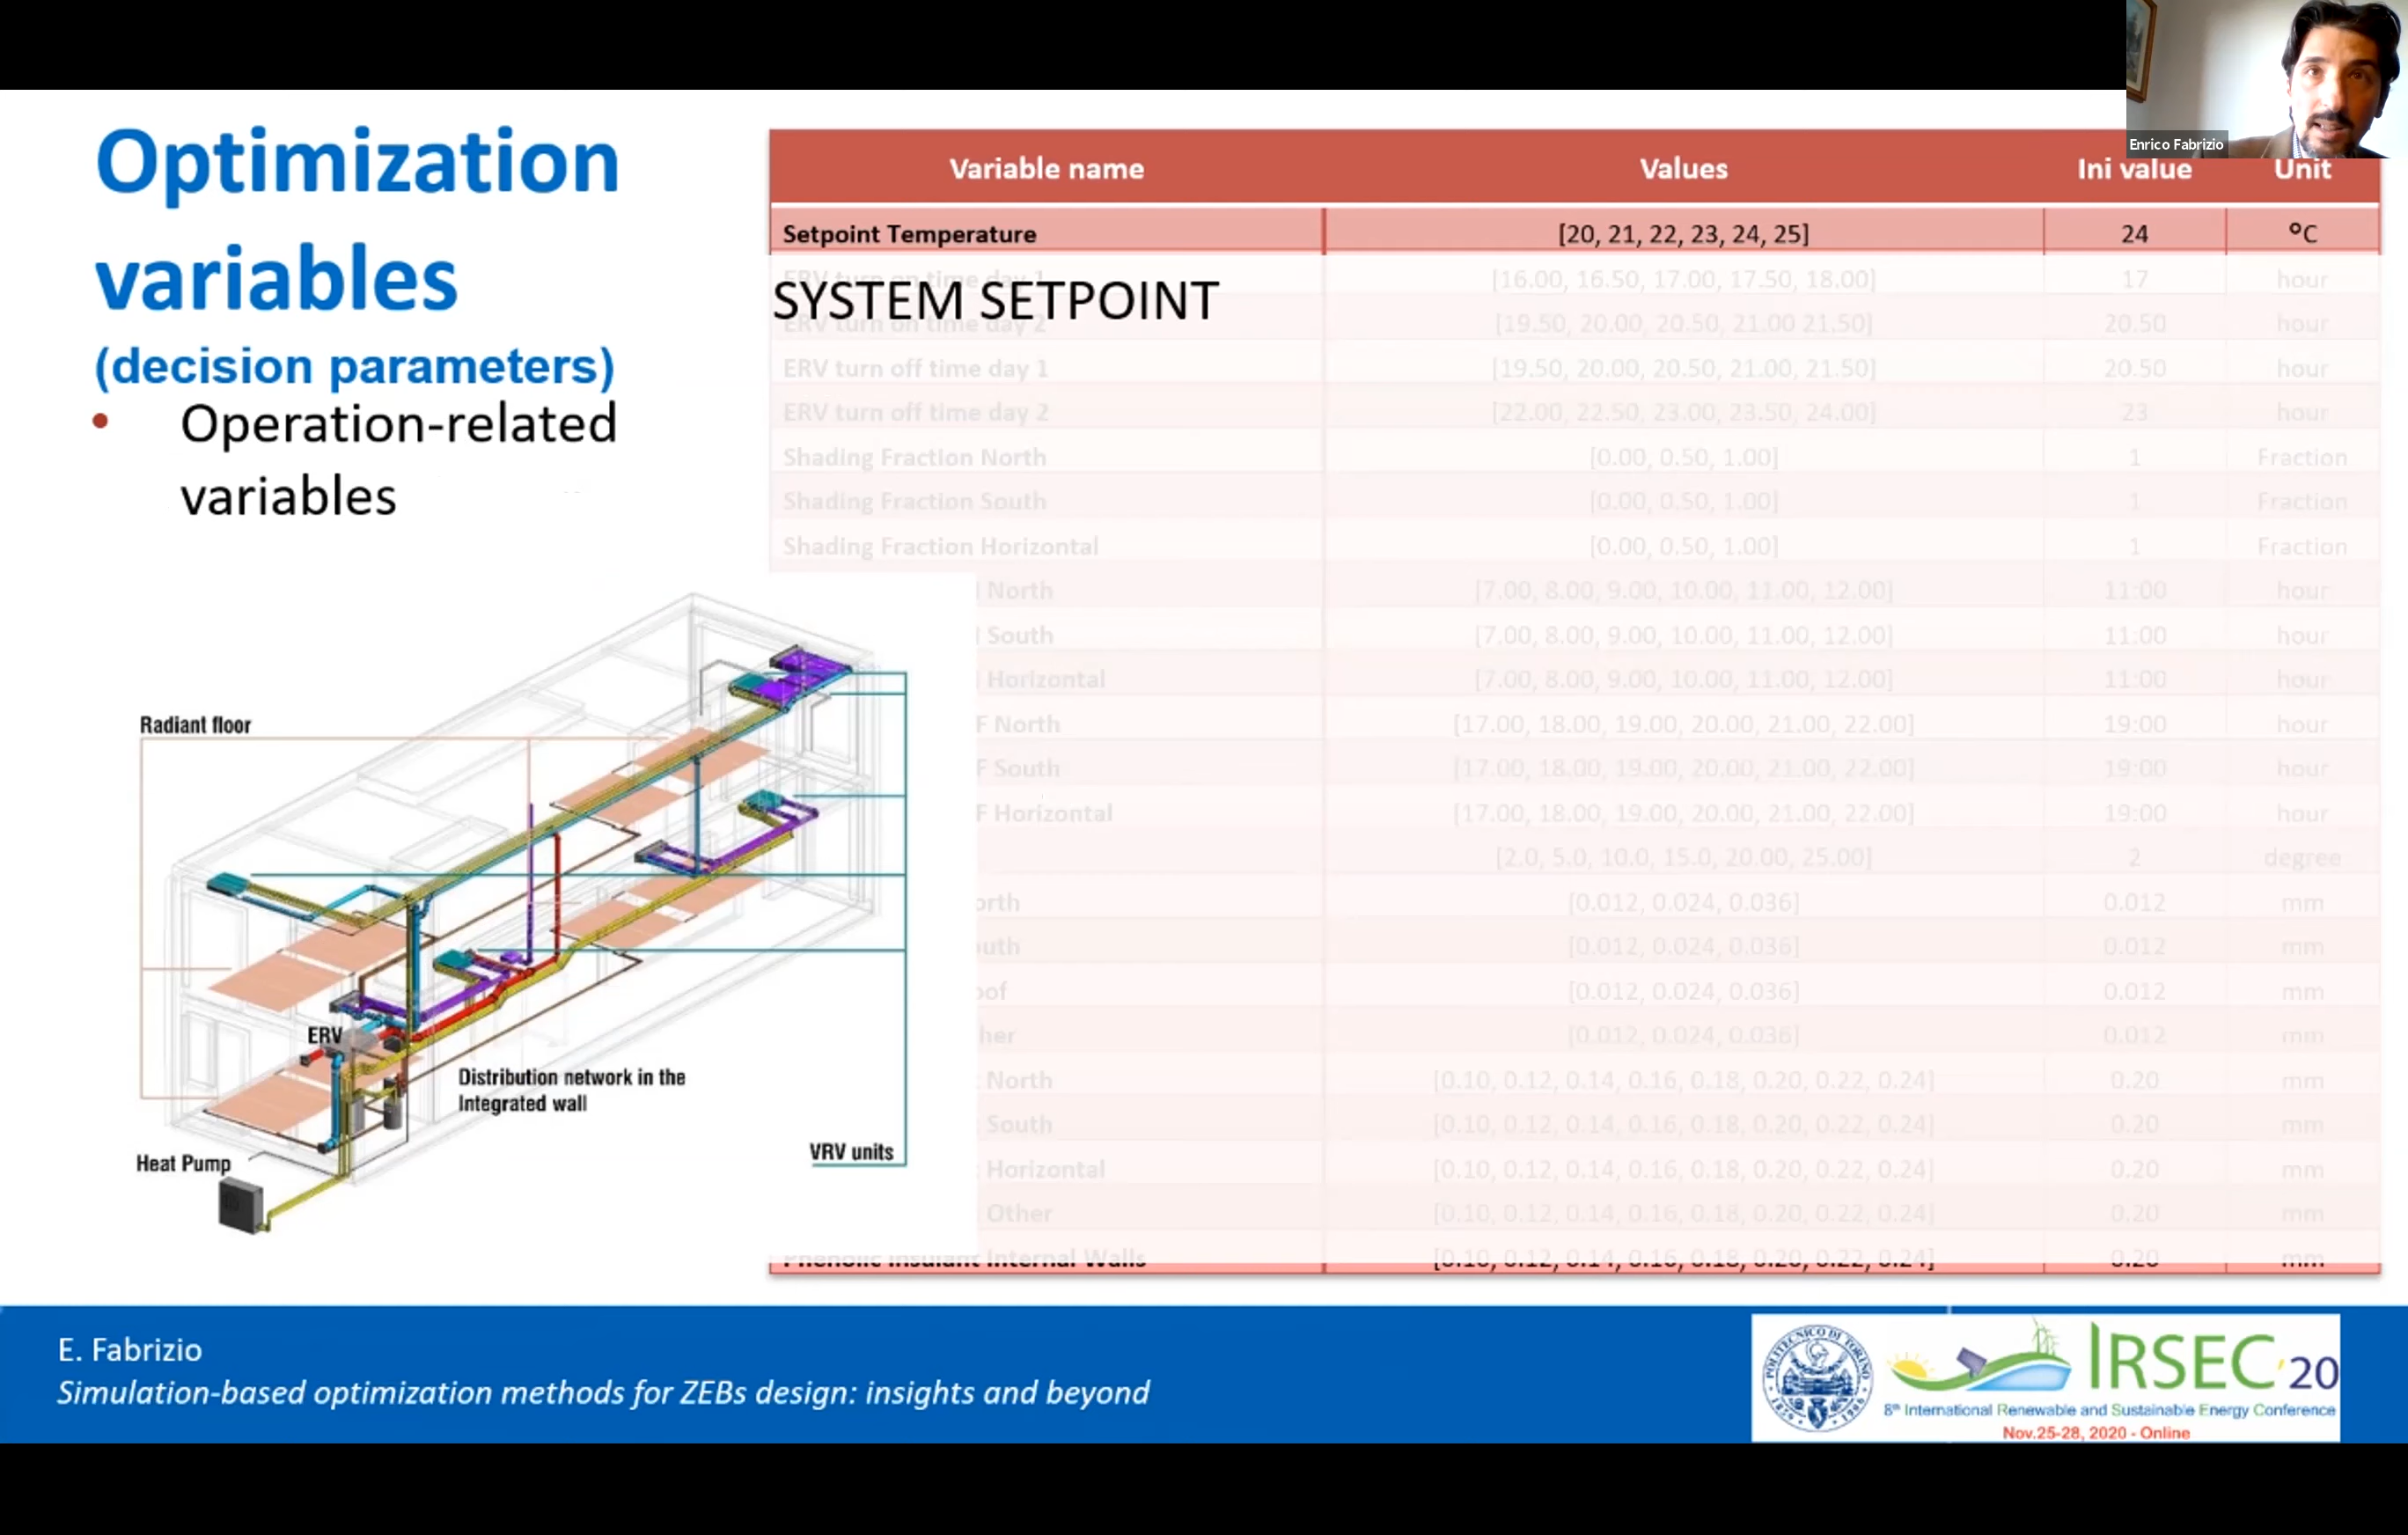 Enrico Fabrizio
Optimization
variables
(decision parameters)
• Operation-related
variables
Variable name Values Ini value Unit
Setpoint Temperature [20, 21, 22, 23, 24, 25] 24 °C
SYSTEM SETPOINT
ERV turn on time day 1 [16.00, 16.50, 17.00, 17.50, 18.00] 17 hour
ERV turn on time day 2 [19.50, 20.00, 20.50, 21.00 21.50] 20.50 hour
ERV turn off time day 1 [19.50, 20.00, 20.50, 21.00, 21.50] 20.50 hour
ERV turn off time day 2 [22.00, 22.50, 23.00, 23.50, 24.00] 23 hour
Shading Fraction North [0.00, 0.50, 1.00] 1 Fraction
Shading Fraction South [0.00, 0.50, 1.00] 1 Fraction
Shading Fraction Horizontal [0.00, 0.50, 1.00] 1 Fraction
North [7.00, 8.00, 9.00, 10.00, 11.00, 12.00] 11:00 hour
South [7.00, 8.00, 9.00, 10.00, 11.00, 12.00] 11:00 hour
Horizontal [7.00, 8.00, 9.00, 10.00, 11.00, 12.00] 11:00 hour
F North [17.00, 18.00, 19.00, 20.00, 21.00, 22.00] 19:00 hour
F South [17.00, 18.00, 19.00, 20.00, 21.00, 22.00] 19:00 hour
F Horizontal [17.00, 18.00, 19.00, 20.00, 21.00, 22.00] 19:00 hour
[2.0, 5.0, 10.0, 15.0, 20.00, 25.00] 2 degree
orth [0.012, 0.024, 0.036] 0.012 mm
uth [0.012, 0.024, 0.036] 0.012 mm
oof [0.012, 0.024, 0.036] 0.012 mm
her [0.012, 0.024, 0.036] 0.012 mm
North [0.10, 0.12, 0.14, 0.16, 0.18, 0.20, 0.22, 0.24] 0.20 mm
South [0.10, 0.12, 0.14, 0.16, 0.18, 0.20, 0.22, 0.24] 0.20 mm
Horizontal [0.10, 0.12, 0.14, 0.16, 0.18, 0.20, 0.22, 0.24] 0.20 mm
Other [0.10, 0.12, 0.14, 0.16, 0.18, 0.20, 0.22, 0.24] 0.20 mm
Phenolic Insulant Internal Walls [0.10, 0.12, 0.14, 0.16, 0.18, 0.20, 0.22, 0.24] 0.20 mm
Radiant floor
ERV
Distribution network in the
Integrated wall
Heat Pump
VRV units
E. Fabrizio
Simulation-based optimization methods for ZEBs design: insights and beyond
POLITECNICO DI TORINO
IRSEC '20
8th International Renewable and Sustainable Energy Conference
Nov.25-28, 2020 - Online